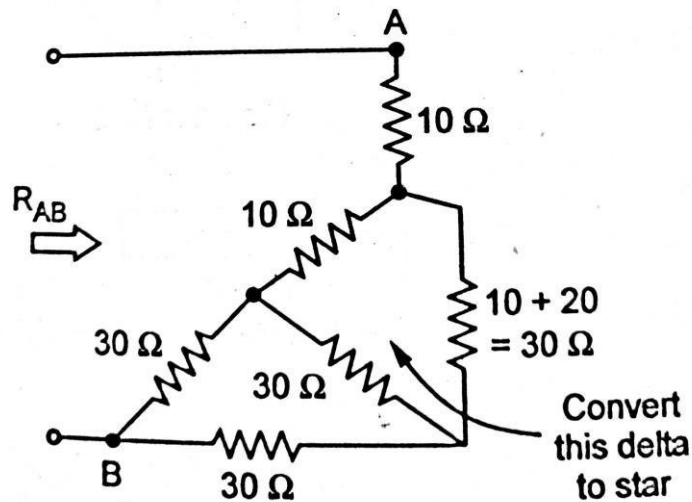 A
10 Ω
R_AB
10 Ω
10 + 20
= 30 Ω
30 Ω
30 Ω
Convert
this delta
to star
B
30 Ω